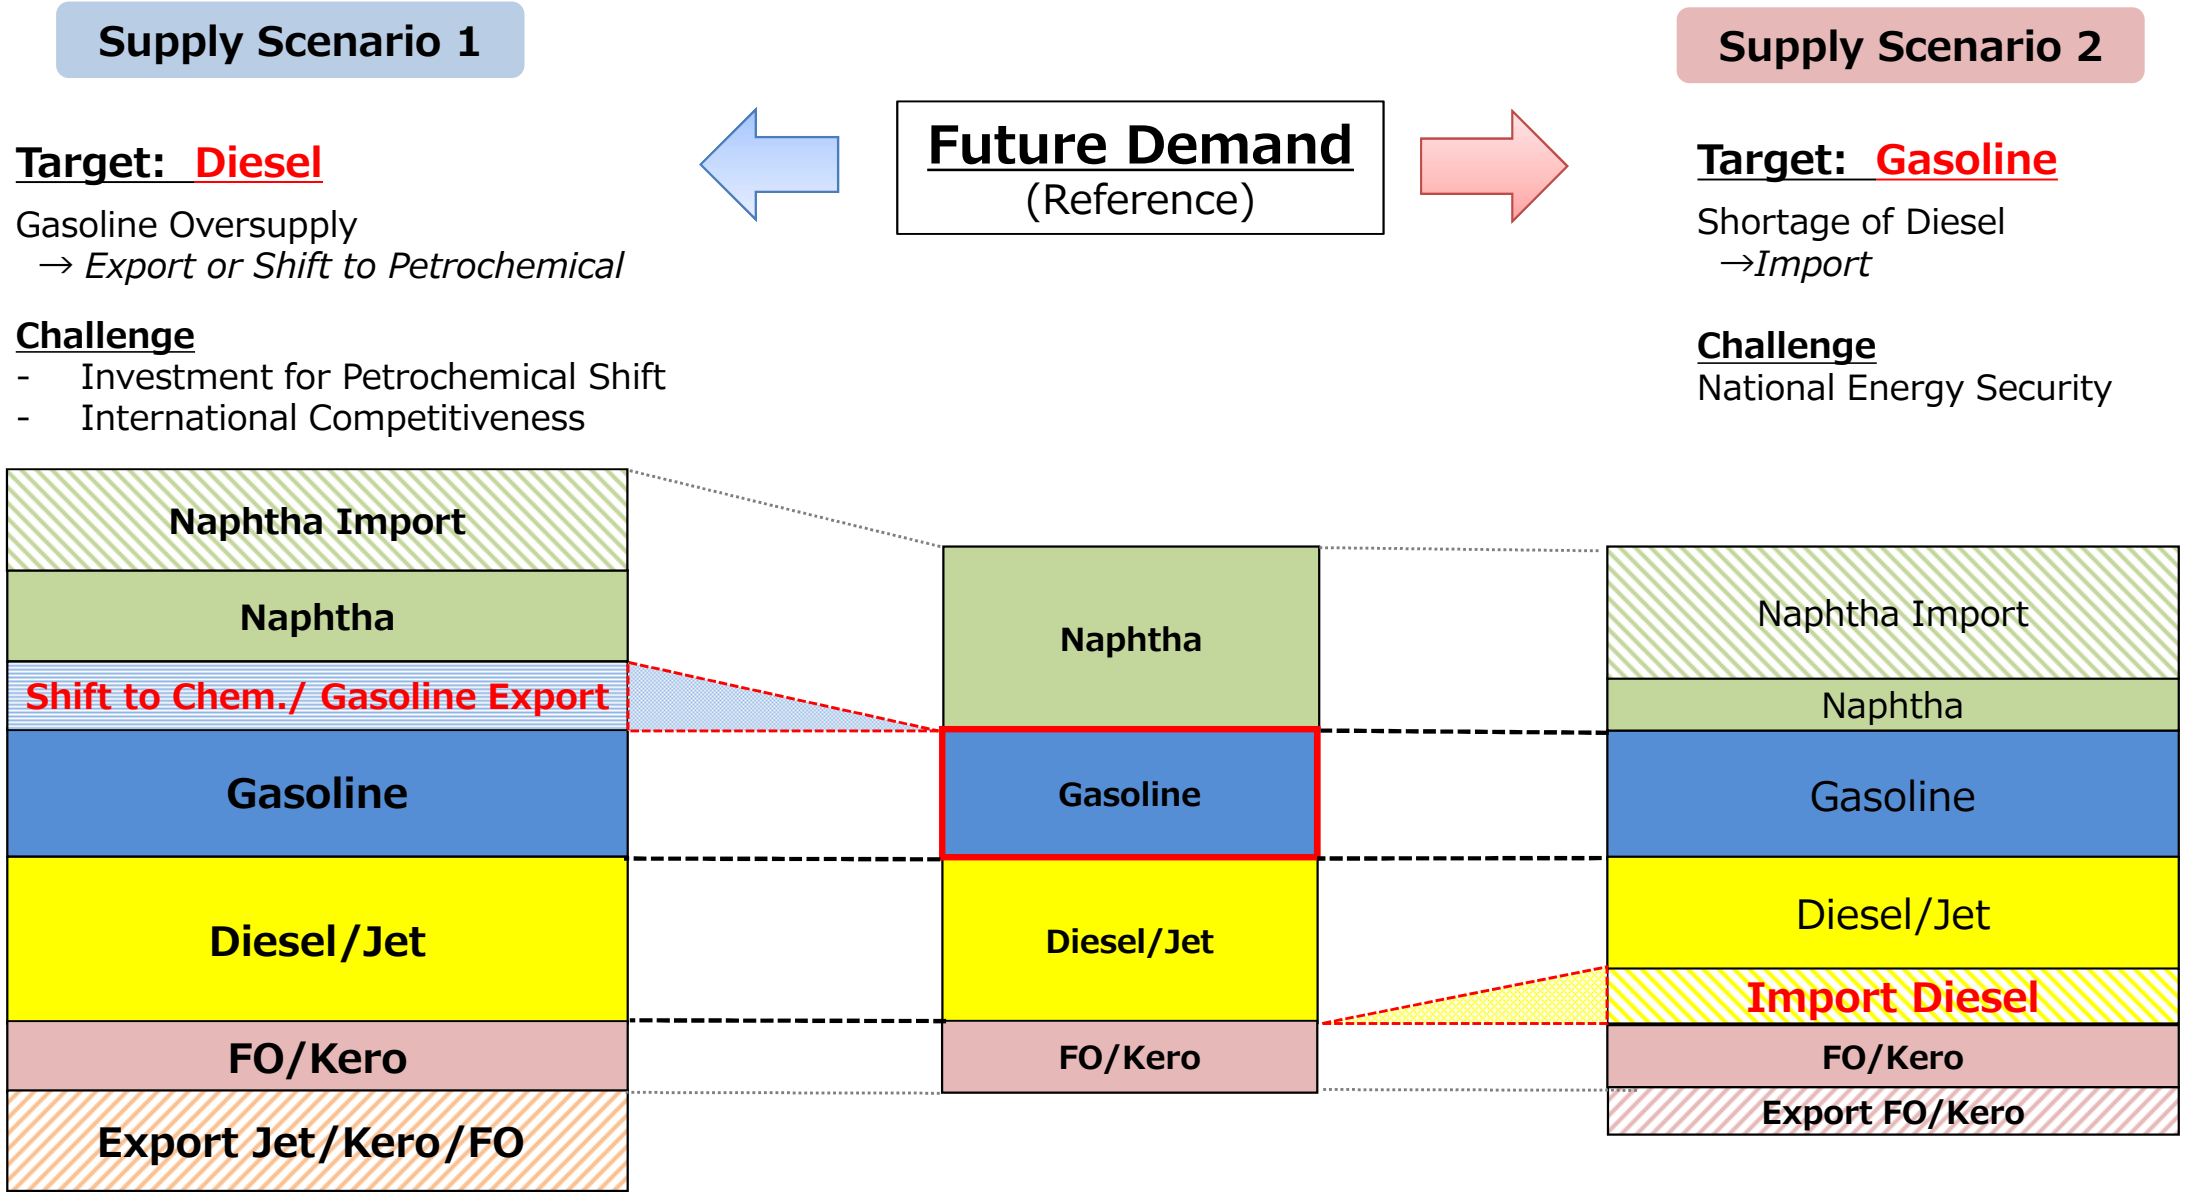 Supply Scenario 1
Target: Diesel
Gasoline Oversupply
→ Export or Shift to Petrochemical
Challenge
- Investment for Petrochemical Shift
- International Competitiveness
Future Demand
(Reference)
Supply Scenario 2
Target: Gasoline
Shortage of Diesel
→Import
Challenge
National Energy Security
Naphtha Import
Naphtha
Shift to Chem./ Gasoline Export
Gasoline
Diesel/Jet
FO/Kero
Export Jet/Kero/FO
Naphtha
Gasoline
Diesel/Jet
FO/Kero
Naphtha Import
Naphtha
Gasoline
Diesel/Jet
Import Diesel
FO/Kero
Export FO/Kero